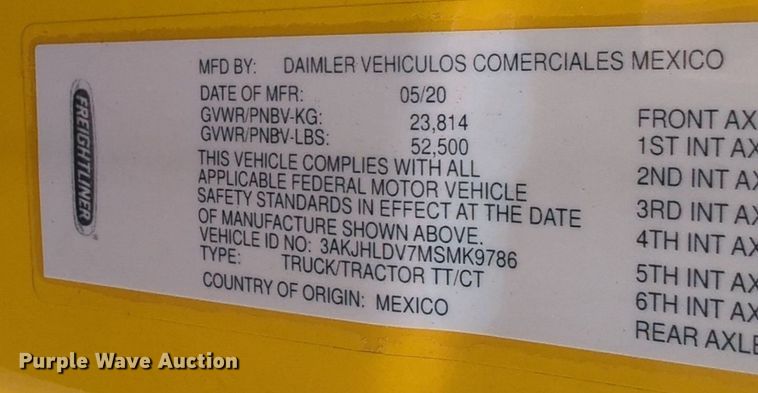 FREIGHTLINER
MFD BY: DAIMLER VEHICULOS COMERCIALES MEXICO
DATE OF MFR: 05/20
GVWR/PNBV-KG: 23,814
GVWR/PNBV-LBS: 52,500
THIS VEHICLE COMPLIES WITH ALL
APPLICABLE FEDERAL MOTOR VEHICLE
SAFETY STANDARDS IN EFFECT AT THE DATE
OF MANUFACTURE SHOWN ABOVE.
VEHICLE ID NO: 3AKJHLDV7MSMK9786
TYPE: TRUCK/TRACTOR TT/CT
COUNTRY OF ORIGIN: MEXICO
FRONT AX
1ST INT AX
2ND INT AX
3RD INT AX
4TH INT AX
5TH INT AX
6TH INT AX
REAR AXLE
Purple Wave Auction